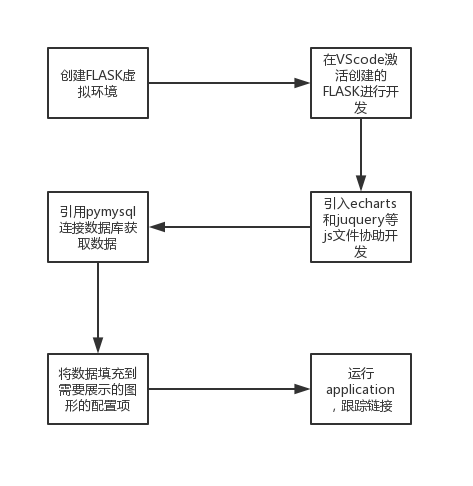 创建FLASK虚
拟环境
在VScode激
活创建的
FLASK进行开
发
引入echarts
和juquery等
js文件协助开
发
引用pymysql
连接数据库获
取数据
将数据填充到
需要展示的图
形的配置项
运行
application
，跟踪链接